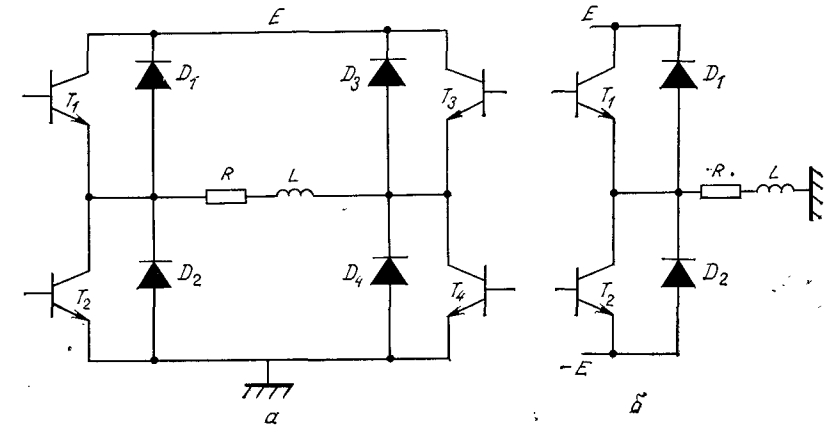 E
D₁
D₃
T₁
T₃
R
L
D₂
D₄
T₂
T₄
а
E
D₁
T₁
R
L
D₂
T₂
-E
б